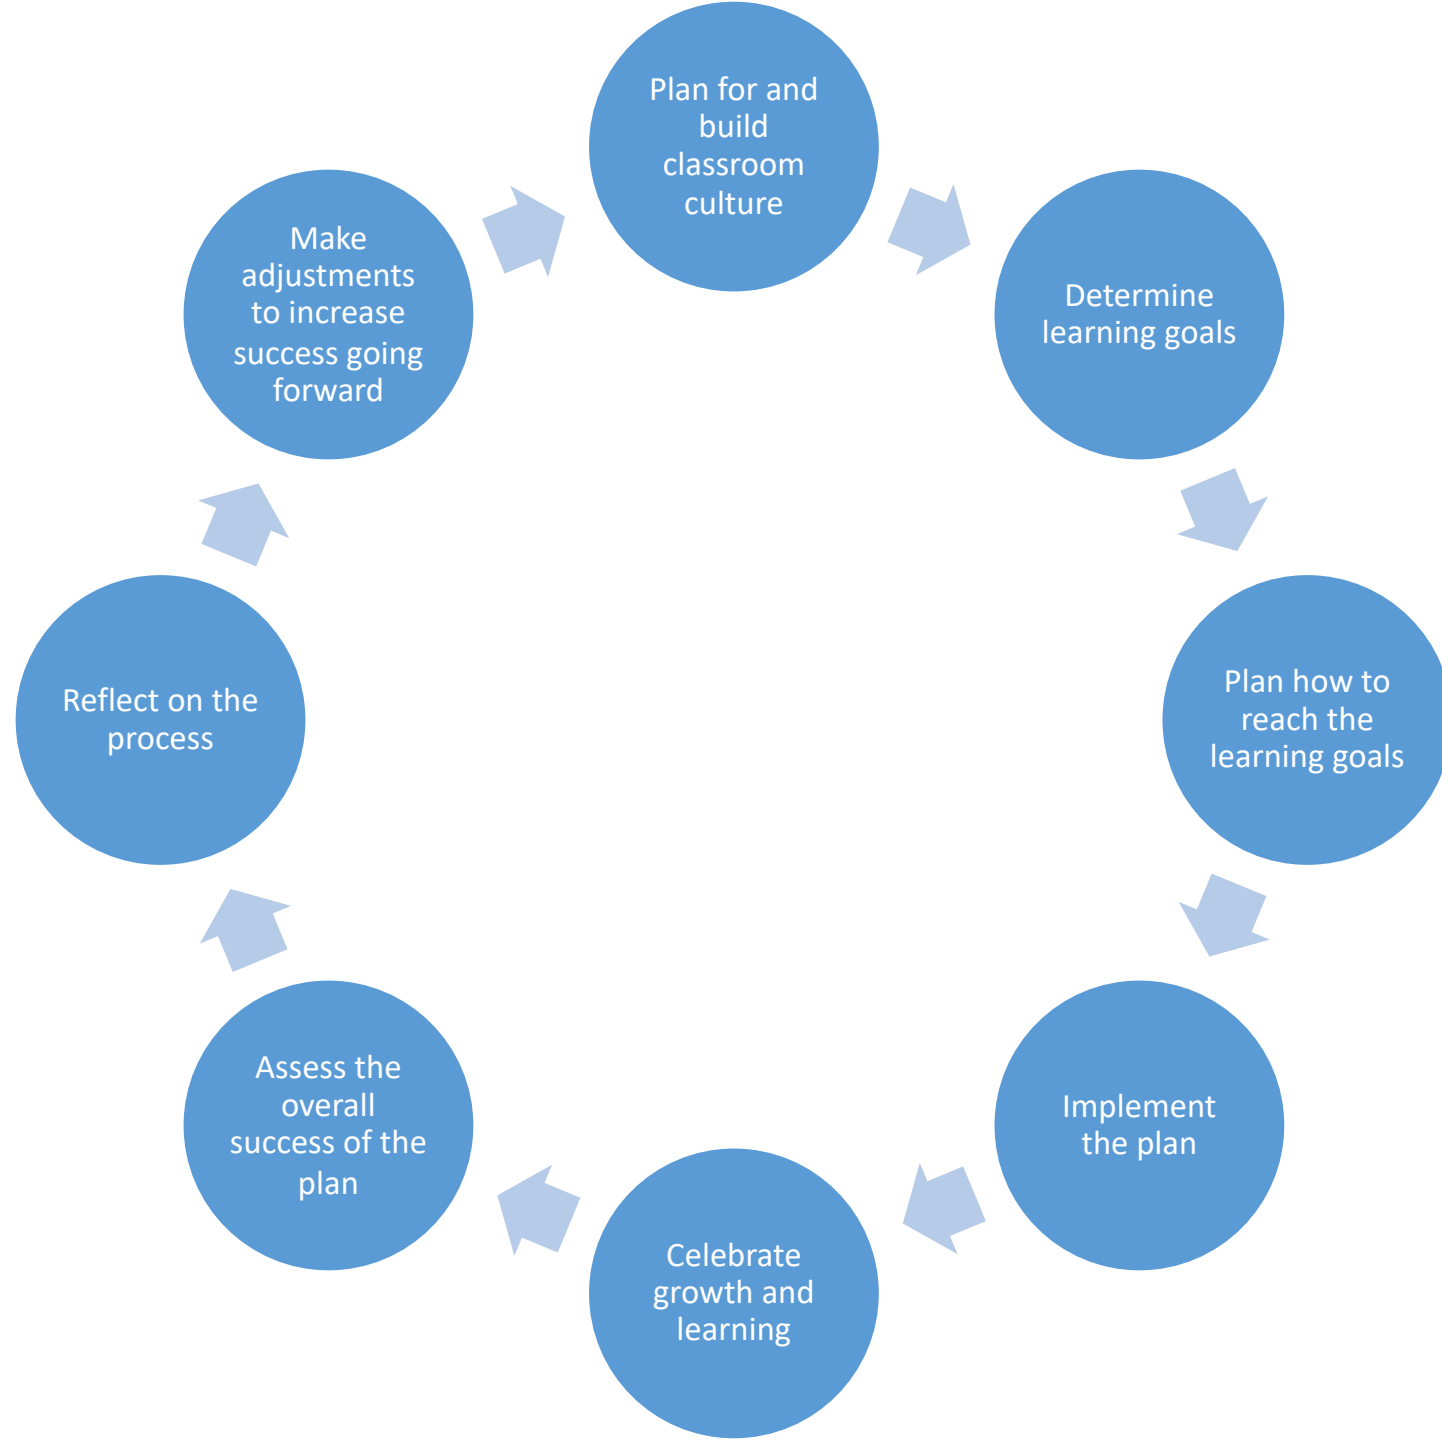 Plan for and
build
classroom
culture
Determine
learning goals
Plan how to
reach the
learning goals
Implement
the plan
Celebrate
growth and
learning
Assess the
overall
success of the
plan
Reflect on the
process
Make
adjustments
to increase
success going
forward